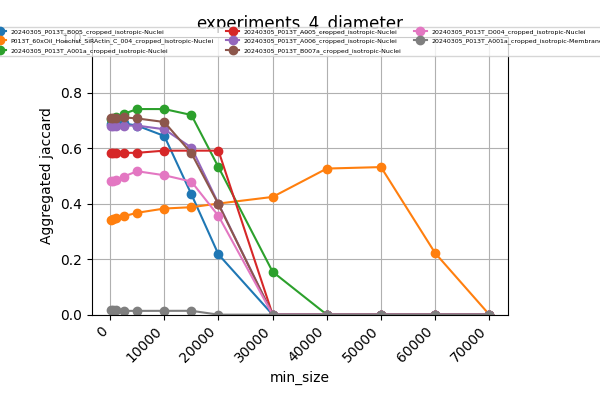 experiments_4_diameter
20240305_P013T_B005_cropped_isotropic-Nuclei
P013T_60xOil_Hoechst_SiRActin_C_004_cropped_isotropic-Nuclei
20240305_P013T_A001a_cropped_isotropic-Nuclei
20240305_P013T_A005_cropped_isotropic-Nuclei
20240305_P013T_A006_cropped_isotropic-Nuclei
20240305_P013T_B007a_cropped_isotropic-Nuclei
20240305_P013T_D004_cropped_isotropic-Nuclei
20240305_P013T_A001a_cropped_isotropic-Membrane
Aggregated jaccard
0.8
0.6
0.4
0.2
0.0
0
10000
20000
30000
40000
50000
60000
70000
min_size